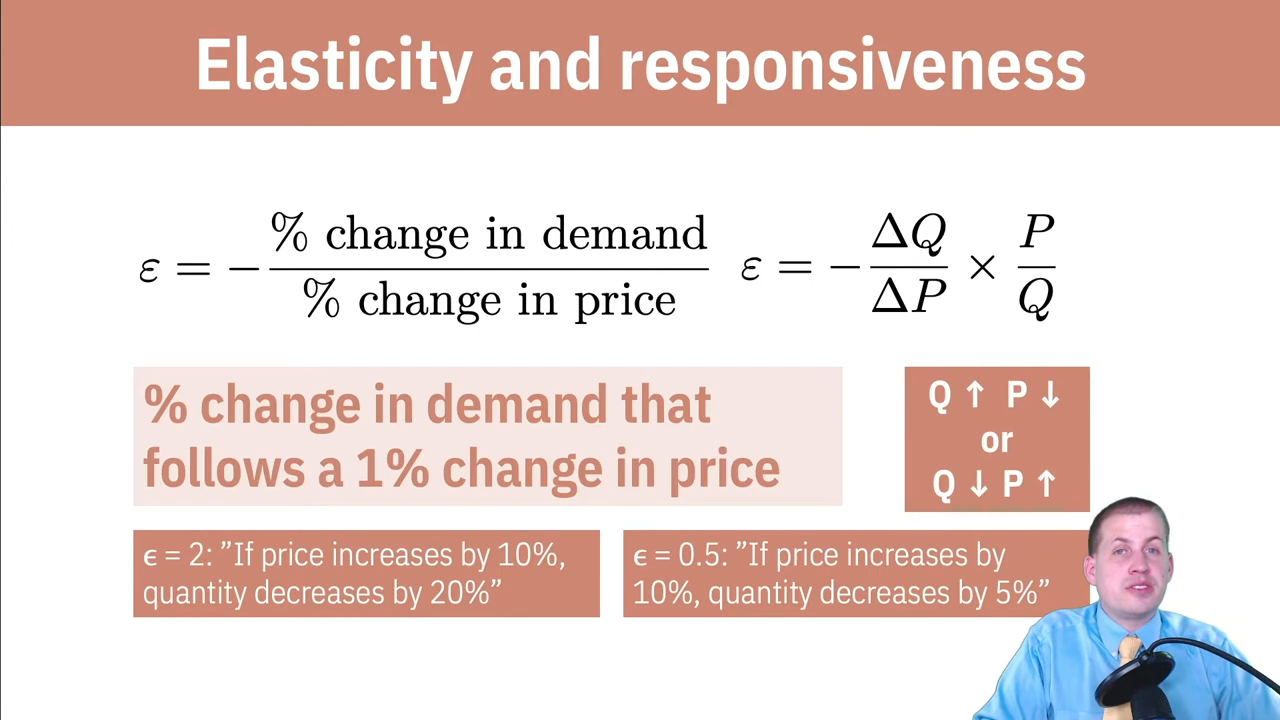 Elasticity and responsiveness
ε = − % change in demand / % change in price
ε = − ΔQ / ΔP × P / Q
% change in demand that
follows a 1% change in price
Q ↑ P ↓
or
Q ↓ P ↑
ϵ = 2: ”If price increases by 10%,
quantity decreases by 20%”
ϵ = 0.5: ”If price increases by
10%, quantity decreases by 5%”